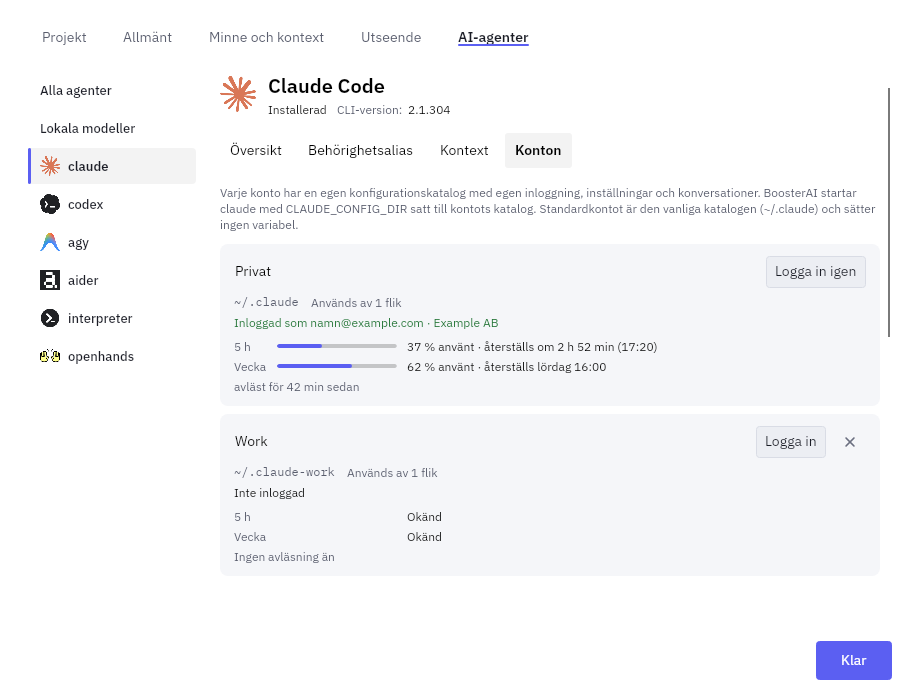 Projekt
Allmänt
Minne och kontext
Utseende
AI-agenter
Alla agenter
Lokala modeller
claude
codex
agy
aider
interpreter
openhands
Claude Code
Installerad CLI-version: 2.1.304
Översikt
Behörighetsalias
Kontext
Konton
Varje konto har en egen konfigurationskatalog med egen inloggning, inställningar och konversationer. BoosterAI startar
claude med CLAUDE_CONFIG_DIR satt till kontots katalog. Standardkontot är den vanliga katalogen (~/.claude) och sätter
ingen variabel.
Privat
Logga in igen
~/.claude Används av 1 flik
Inloggad som namn@example.com · Example AB
5 h 37 % använt · återställs om 2 h 52 min (17:20)
Vecka 62 % använt · återställs lördag 16:00
avläst för 42 min sedan
Work
Logga in
~/.claude-work Används av 1 flik
Inte inloggad
5 h Okänd
Vecka Okänd
Ingen avläsning än
Klar